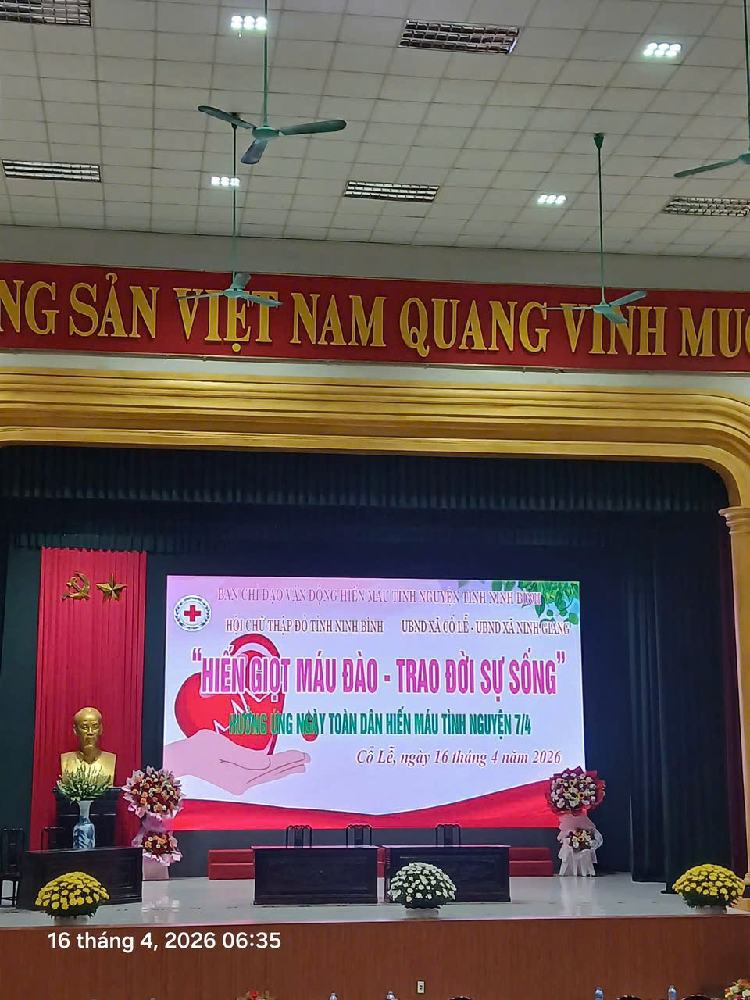 NG SẢN VIỆT NAM QUANG VINH MUÔ
BAN CHỈ ĐẠO VẬN ĐỘNG HIẾN MÁU TÌNH NGUYỆN TỈNH NINH BÌNH
HỘI CHỮ THẬP ĐỎ TỈNH NINH BÌNH UBND XÃ CỔ LỄ - UBND XÃ NINH GIANG
"HIẾN GIỌT MÁU ĐÀO - TRAO ĐỜI SỰ SỐNG"
HƯỞNG ỨNG NGÀY TOÀN DÂN HIẾN MÁU TÌNH NGUYỆN 7/4
Cổ Lễ, ngày 16 tháng 4 năm 2026
16 tháng 4, 2026 06:35